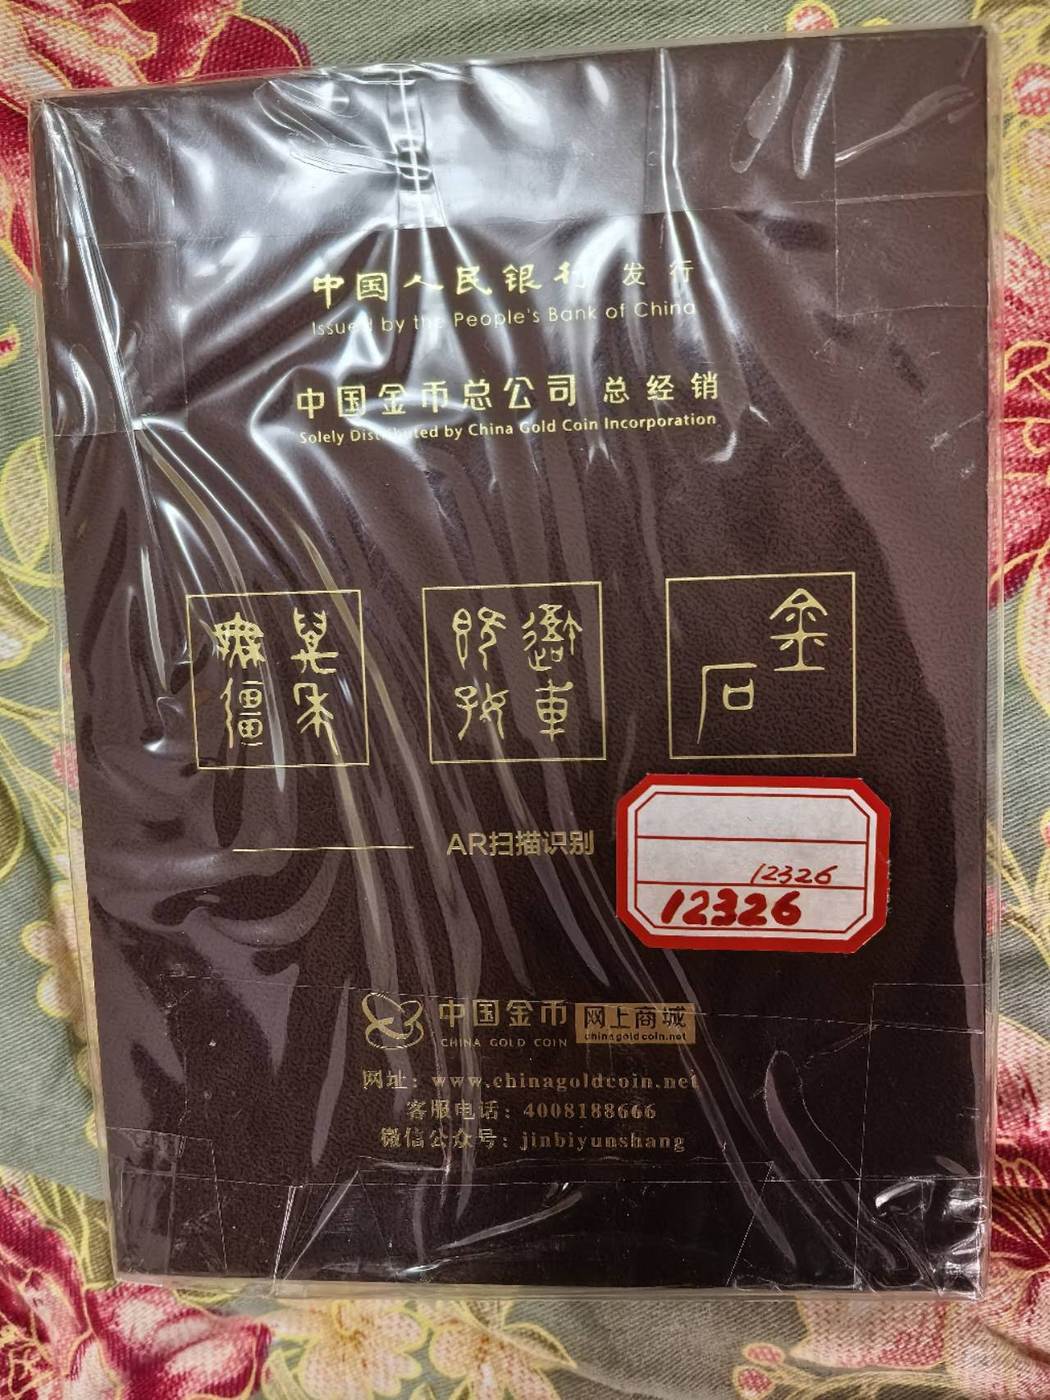 中国人民银行 发行
Issued by the People's Bank of China
中国金币总公司 总经销
Solely Distributed by China Gold Coin Incorporation
金石
AR扫描识别
12326
12326
中国金币 网上商城
CHINA GOLD COIN chinagoldcoin.net
网址：www.chinagoldcoin.net
客服电话：4008188666
微信公众号：jinbiyunshang